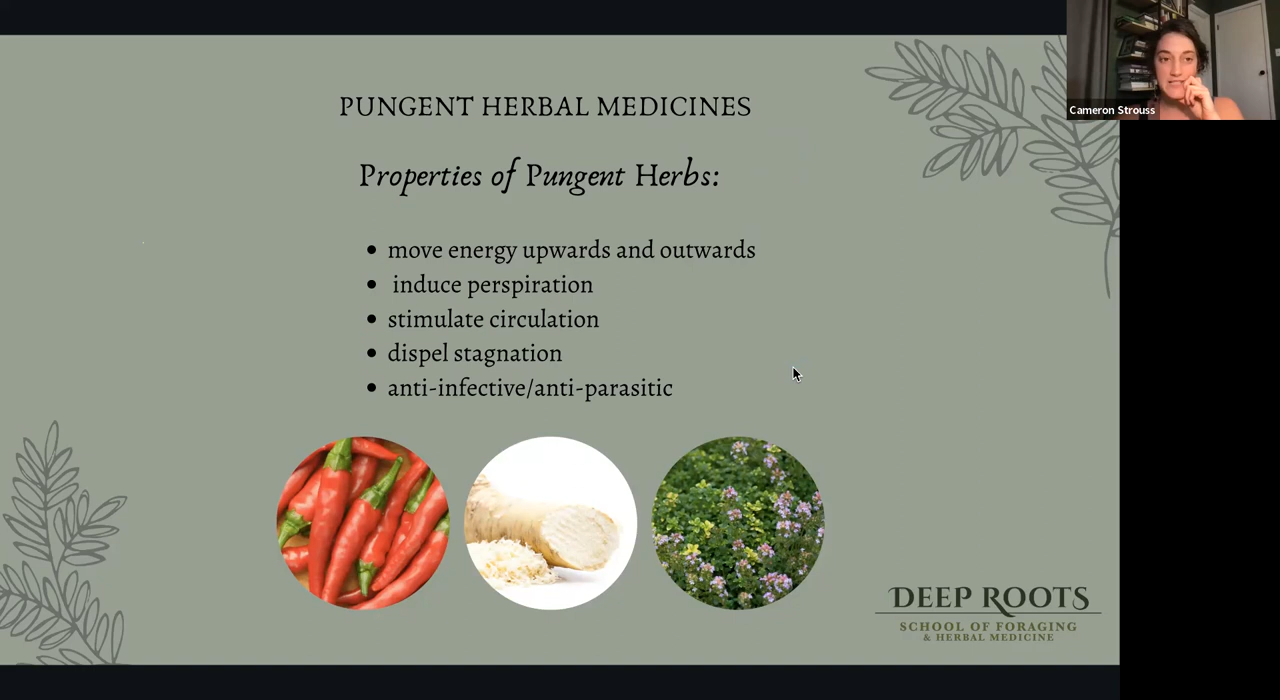 PUNGENT HERBAL MEDICINES
Properties of Pungent Herbs:
• move energy upwards and outwards
• induce perspiration
• stimulate circulation
• dispel stagnation
• anti-infective/anti-parasitic
DEEP ROOTS
SCHOOL OF FORAGING
& HERBAL MEDICINE
Cameron Strouss